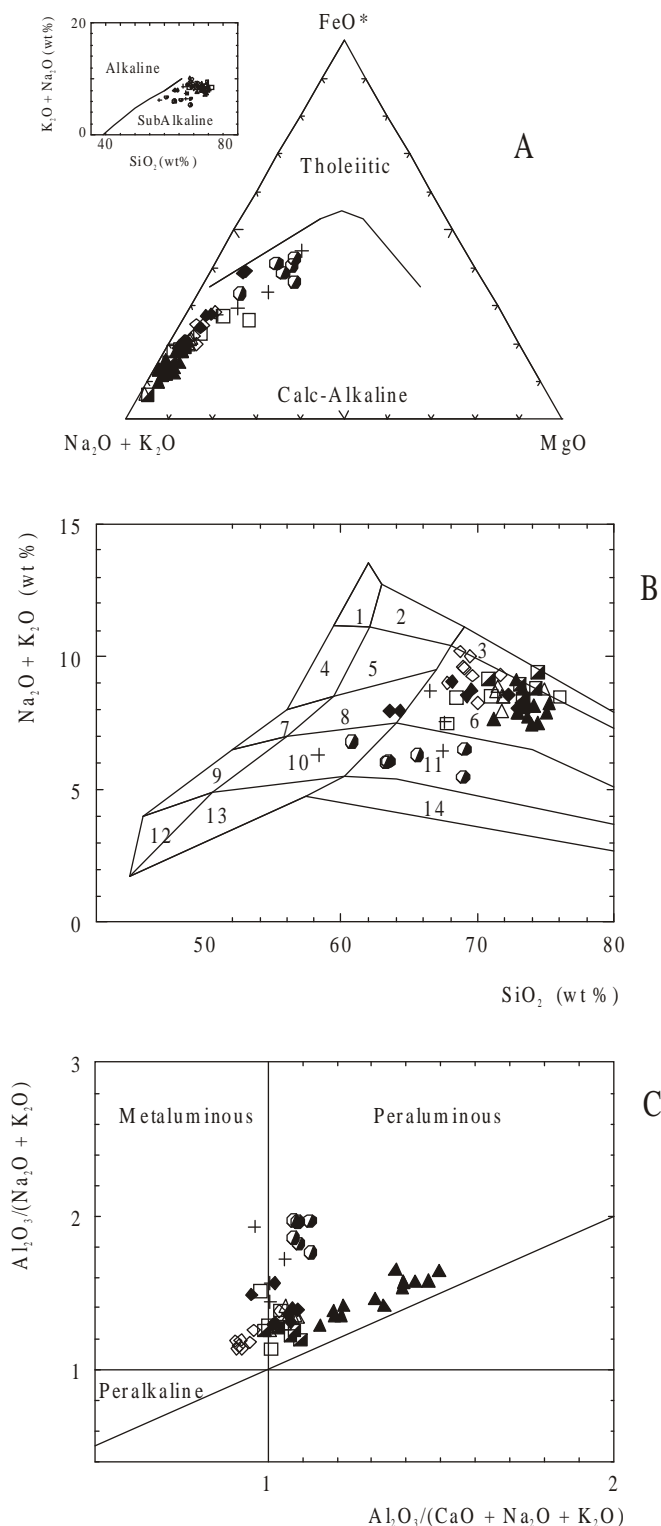 FeO*
A
20
10
0
K₂O + Na₂O (wt%)
Alkaline
SubAlkaline
40
80
SiO₂ (wt%)
Tholeiitic
Calc-Alkaline
Na₂O + K₂O
MgO
B
15
10
5
0
Na₂O + K₂O (wt %)
1
2
3
4
5
6
7
8
9
10
11
12
13
14
50
60
70
80
SiO₂ (wt %)
C
3
2
1
Al₂O₃/(Na₂O + K₂O)
Metaluminous
Peraluminous
Peralkaline
1
2
Al₂O₃/(CaO + Na₂O + K₂O)